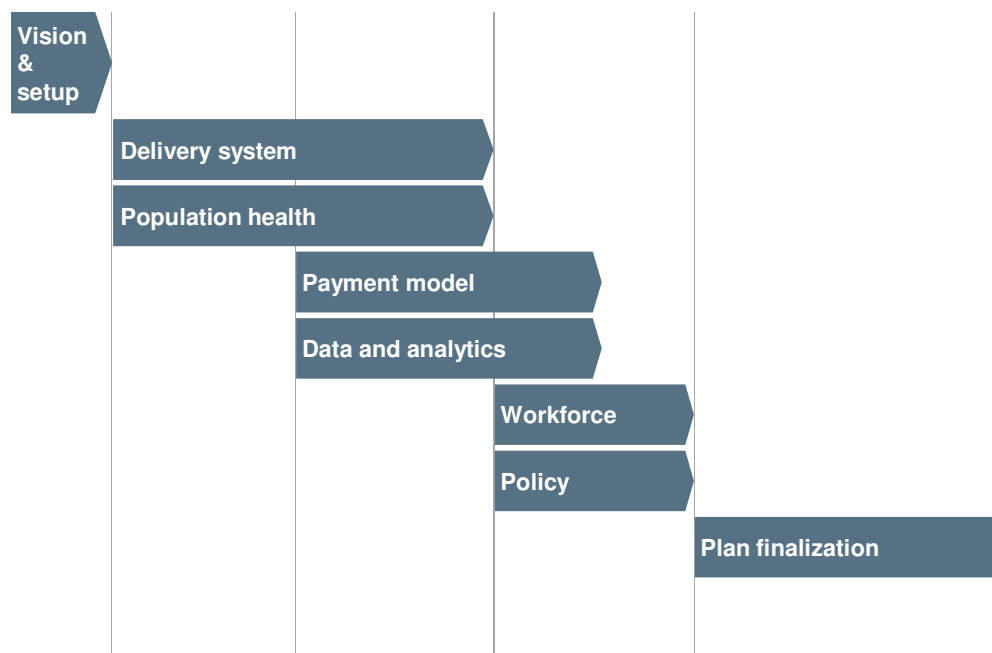 Vision
&
setup
Delivery system
Population health
Payment model
Data and analytics
Workforce
Policy
Plan finalization